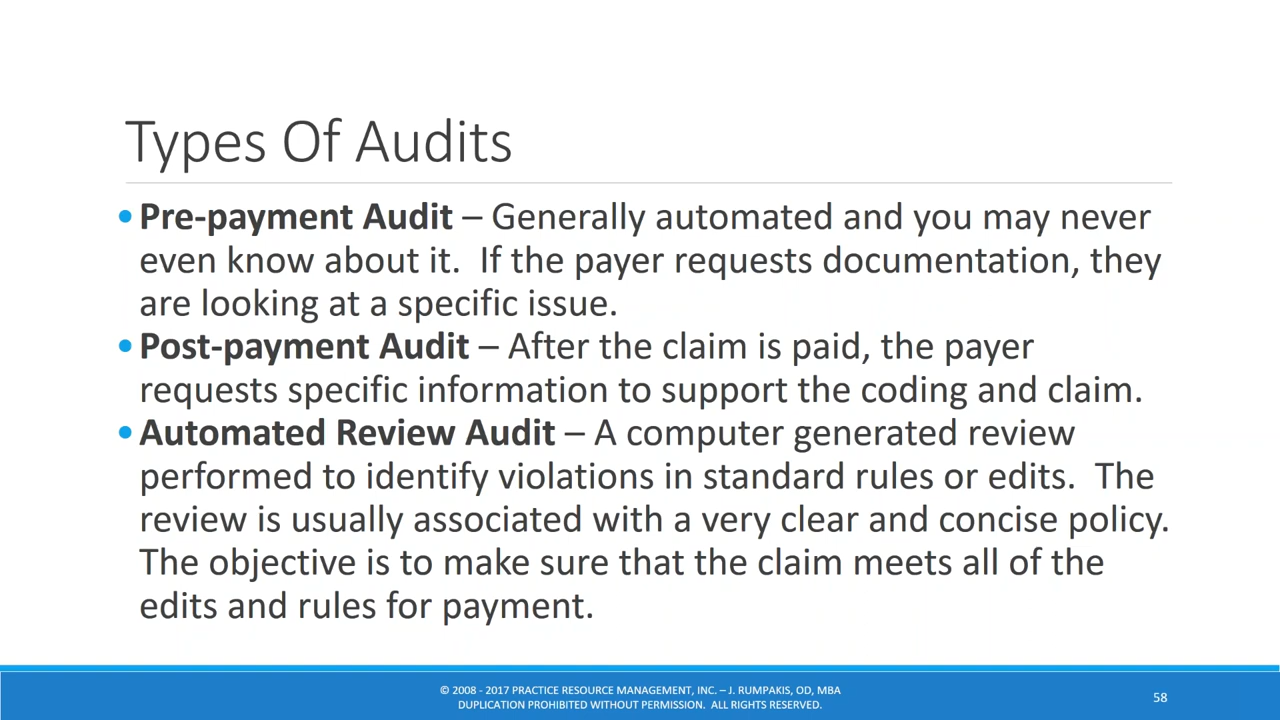 Types Of Audits
•Pre-payment Audit – Generally automated and you may never
even know about it.  If the payer requests documentation, they
are looking at a specific issue.
•Post-payment Audit – After the claim is paid, the payer
requests specific information to support the coding and claim.
•Automated Review Audit – A computer generated review
performed to identify violations in standard rules or edits.  The
review is usually associated with a very clear and concise policy.
The objective is to make sure that the claim meets all of the
edits and rules for payment.
© 2008 - 2017 PRACTICE RESOURCE MANAGEMENT, INC. – J. RUMPAKIS, OD, MBA
DUPLICATION PROHIBITED WITHOUT PERMISSION.  ALL RIGHTS RESERVED.
58